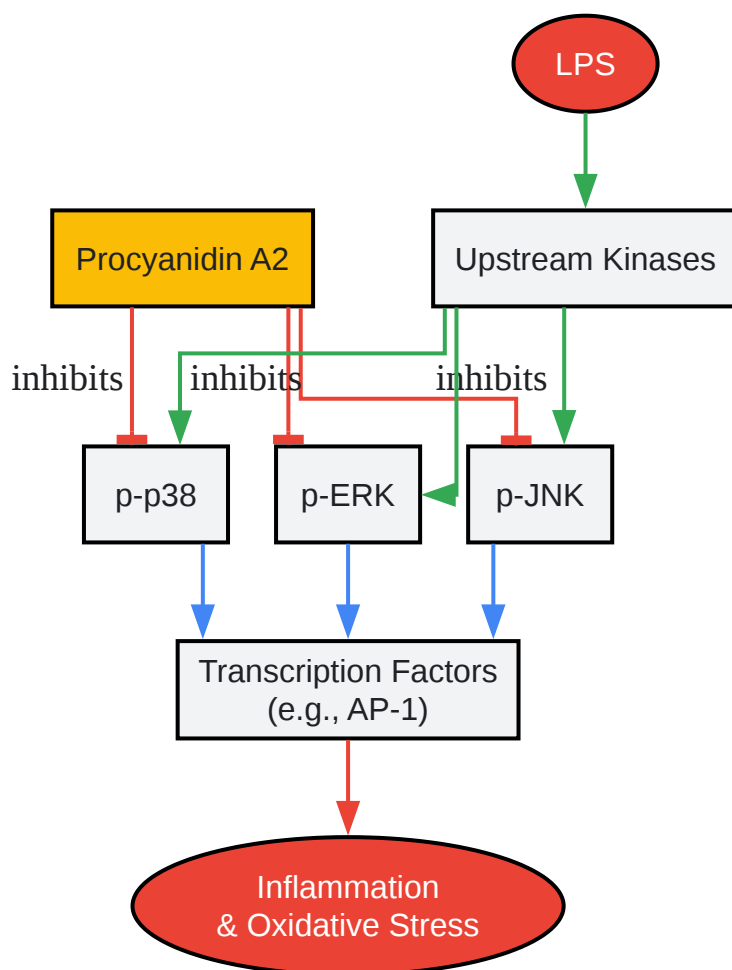 LPS
Procyanidin A2
Upstream Kinases
inhibits
inhibits
inhibits
p-p38
p-ERK
p-JNK
Transcription Factors
(e.g., AP-1)
Inflammation
& Oxidative Stress